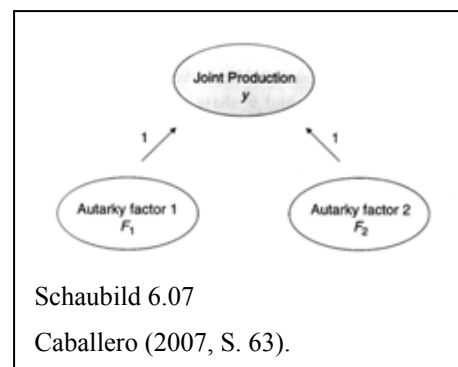 Joint Production
y
1
1
Autarky factor 1
F₁
Autarky factor 2
F₂
Schaubild 6.07
Caballero (2007, S. 63).